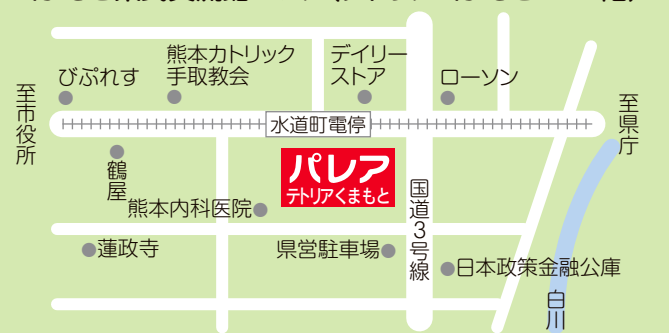 熊本カトリック
手取教会
デイリー
ストア
びぷれす
ローソン
至市役所
至県庁
水道町電停
パレア
テトリアくまもと
鶴屋
熊本内科医院
国道3号線
蓮政寺
県営駐車場
日本政策金融公庫
白川